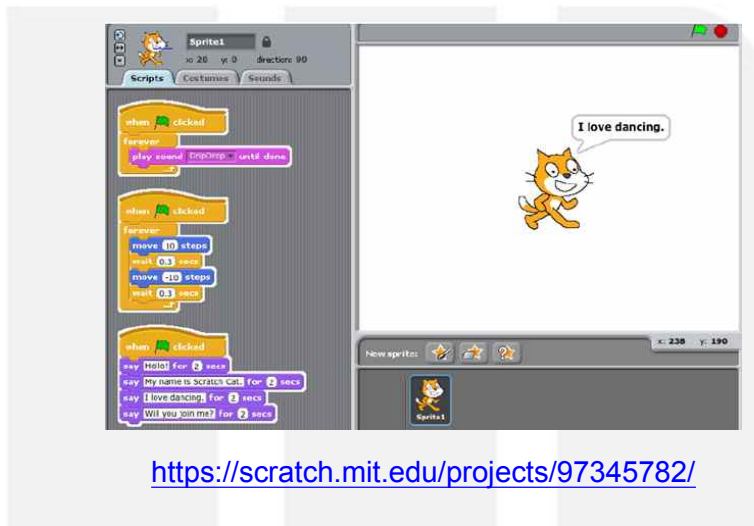 Sprite1
x: 20 y: 0 direction: 90
Scripts Costumes Sounds
when clicked
forever
play sound DripDrop until done
when clicked
forever
move 10 steps
wait 0.3 secs
move -10 steps
wait 0.3 secs
when clicked
say Hello! for 2 secs
say My name is Scratch Cat. for 2 secs
say I love dancing. for 2 secs
say Will you join me? for 2 secs
I love dancing.
New sprite:
x: 238 y: 190
Sprite1
https://scratch.mit.edu/projects/97345782/